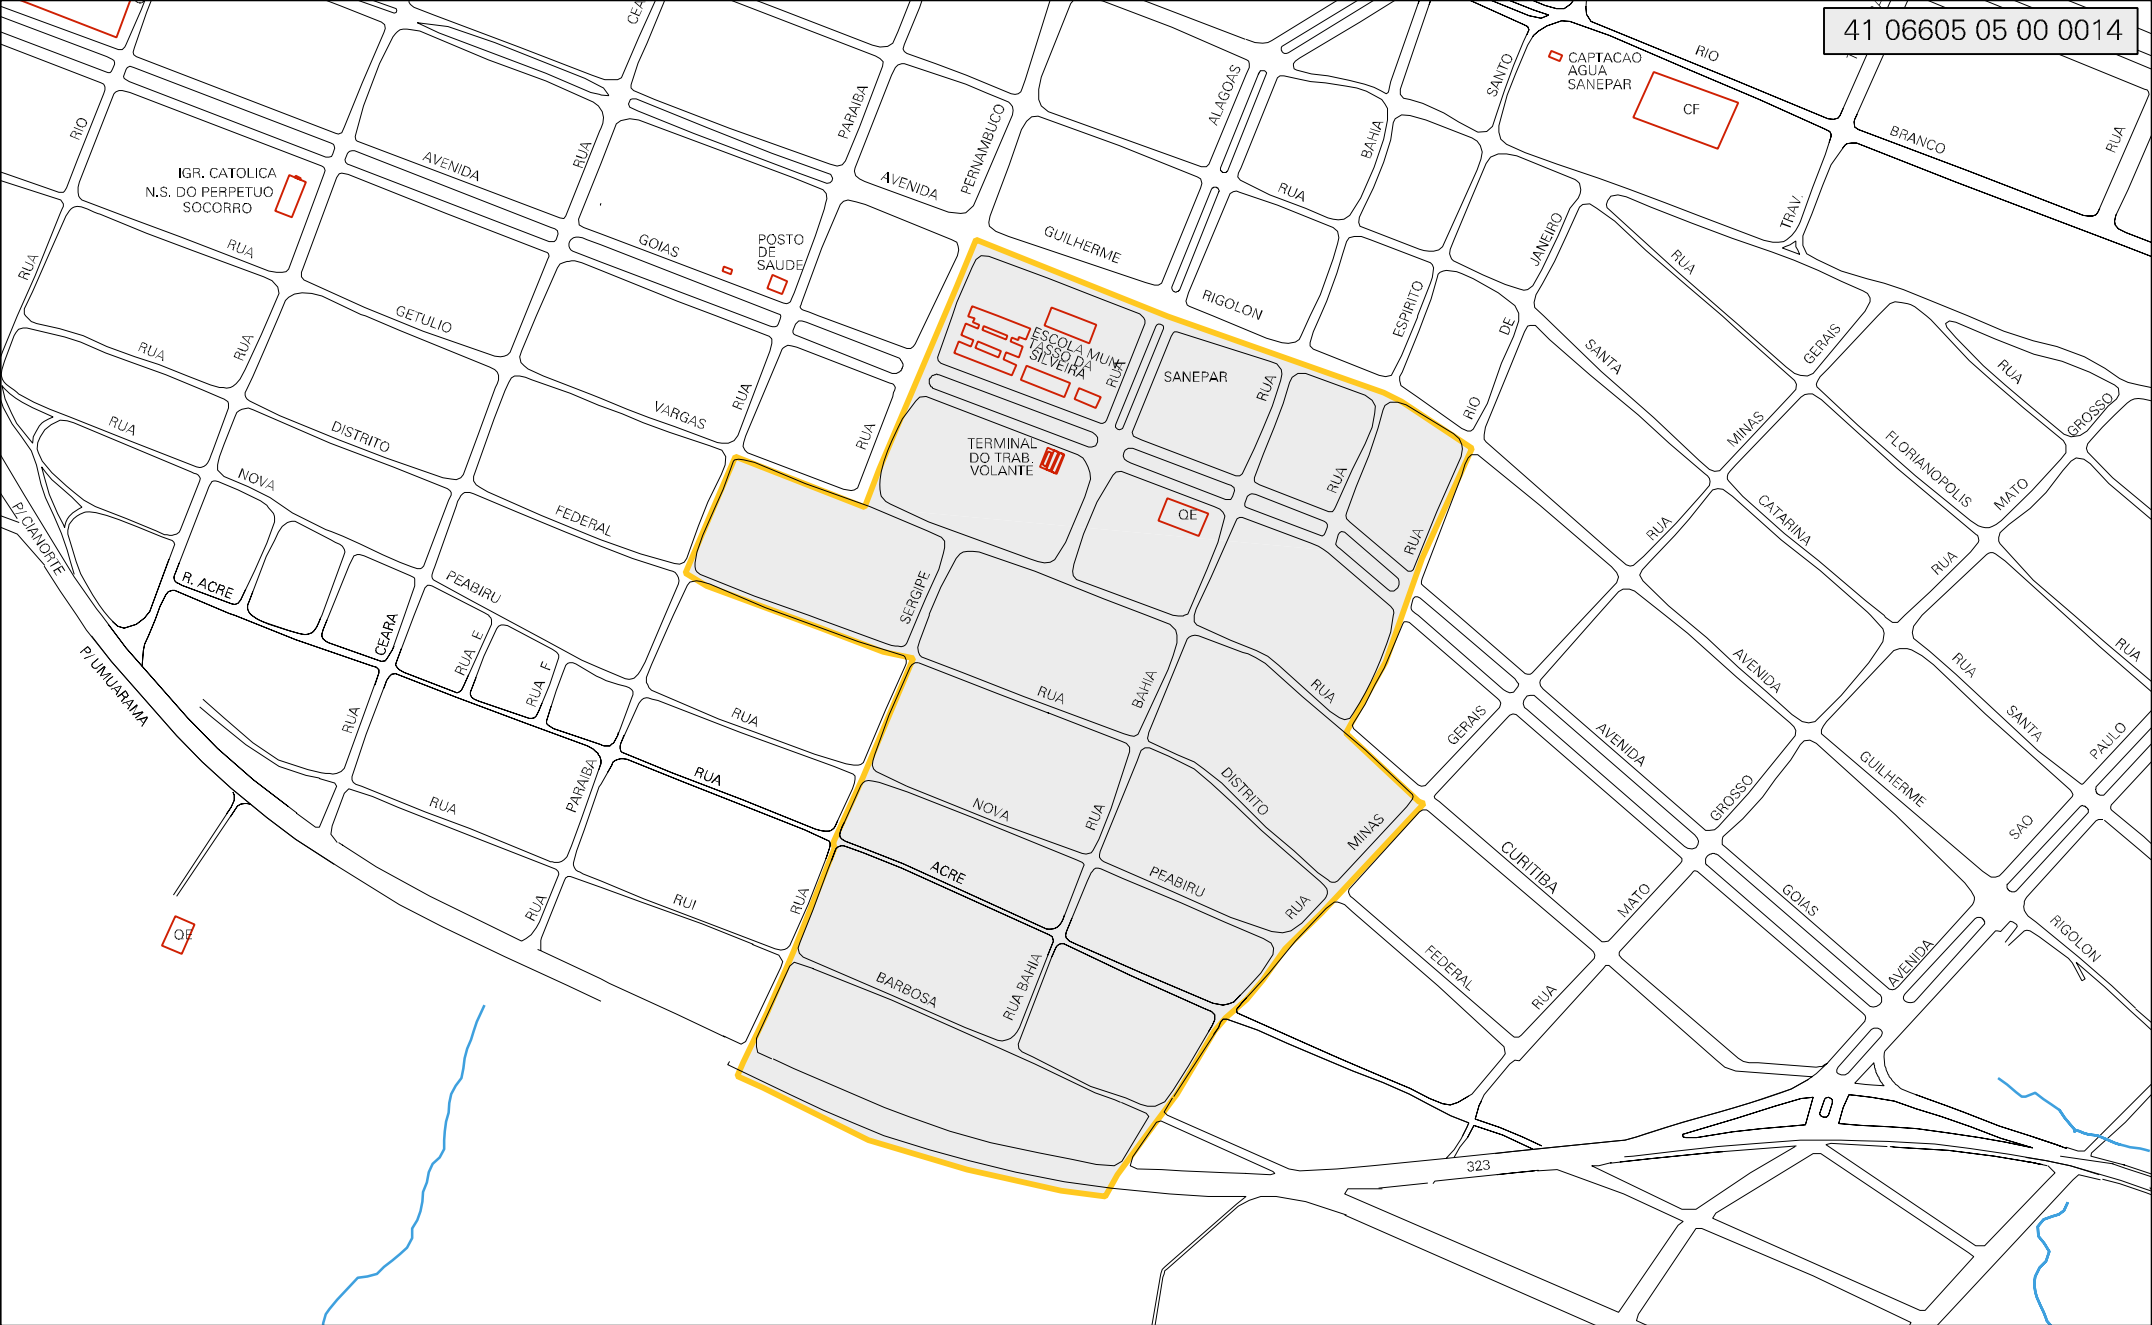 41 06605 05 00 0014
RIO
SANTO
CAPTACAO
AGUA
SANEPAR
CF
BRANCO
RUA
TRAV.
ALAGOAS
BAHIA
PARAIBA
PERNAMBUCO
RIO
RUA
AVENIDA
AVENIDA
RUA
IGR. CATOLICA
N.S. DO PERPETUO
SOCORRO
RUA
RUA
GOIAS
POSTO
DE
SAUDE
GUILHERME
RIGOLON
JANEIRO
RUA
ESPIRITO
DE
GETULIO
RUA
RUA
ESCOLA MUN.
TASSO DA
SILVEIRA
RUA
SANEPAR
RUA
SANTA
GERAIS
RUA
GROSSO
RUA
VARGAS
RUA
DISTRITO
RUA
RIO
MINAS
FLORIANOPOLIS
MATO
TERMINAL
DO TRAB.
VOLANTE
NOVA
FEDERAL
RUA
QE
RUA
RUA
CATARINA
RUA
P/ CIANORTE
R. ACRE
PEABIRU
SERGIPE
CEARA
RUA E
RUA F
P/ UMUARAMA
RUA
RUA
RUA
BAHIA
RUA
GERAIS
AVENIDA
AVENIDA
RUA
SANTA
RUA
PAULO
RUA
PARAIBA
RUA
NOVA
RUA
DISTRITO
MINAS
GROSSO
GUILHERME
SAO
RUA
RUI
RUA
ACRE
PEABIRU
RUA
CURITIBA
MATO
GOIAS
RIGOLON
QE
BARBOSA
RUA BAHIA
FEDERAL
RUA
AVENIDA
323